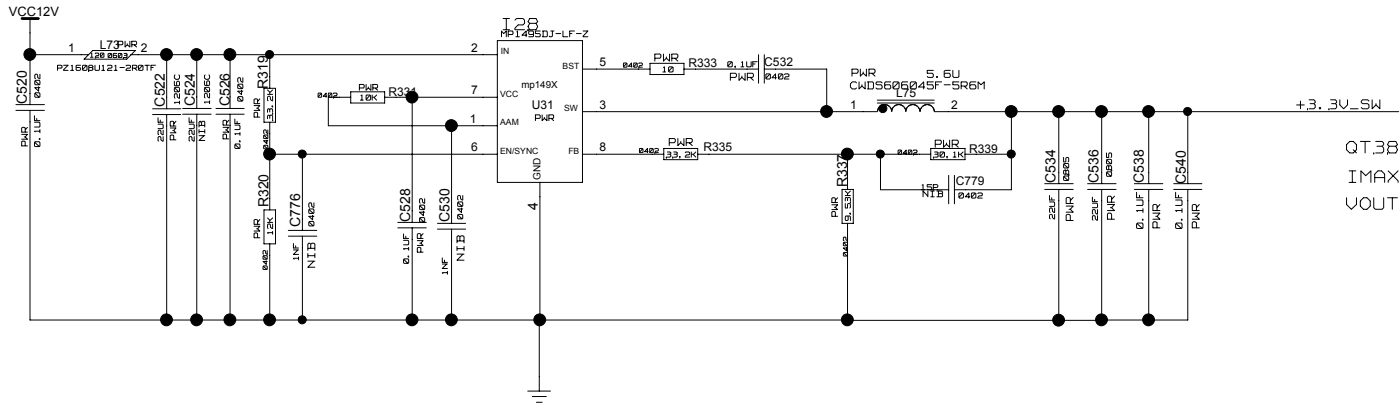 VCC12V
1
L73
PWR
2
120 0603
PZ1608U121-2R0TF
C520
0402
PWR
0.1UF
C522
1206C
22UF
PWR
C524
1206C
22UF
NIB
C526
0402
PWR
0.1UF
R319
PWR
33.2K
0402
R320
PWR
12K
0402
C776
0402
1NF
NIB
PWR
0402
10K
C528
0402
0.1UF
PWR
C530
0402
1NF
NIB
I28
MP1495DJ-LF-Z
2
IN
7
VCC
1
AAM
6
EN/SYNC
mp149X
U31
PWR
BST
5
SW
3
FB
8
GND
4
PWR
0402
10
R333
0.1UF
C532
PWR
0402
PWR
5.6U
CWDS606045F-5R6M
1
L75
2
PWR
0402
33.2K
R335
R337
PWR
9.53K
0402
PWR
0402
30.1K
R339
15P
C779
NIB
0402
C534
0805
22UF
PWR
C536
0805
22UF
PWR
C538
0.1UF
PWR
C540
0.1UF
PWR
+3.3V_SW
QT38
IMAX
VOUT